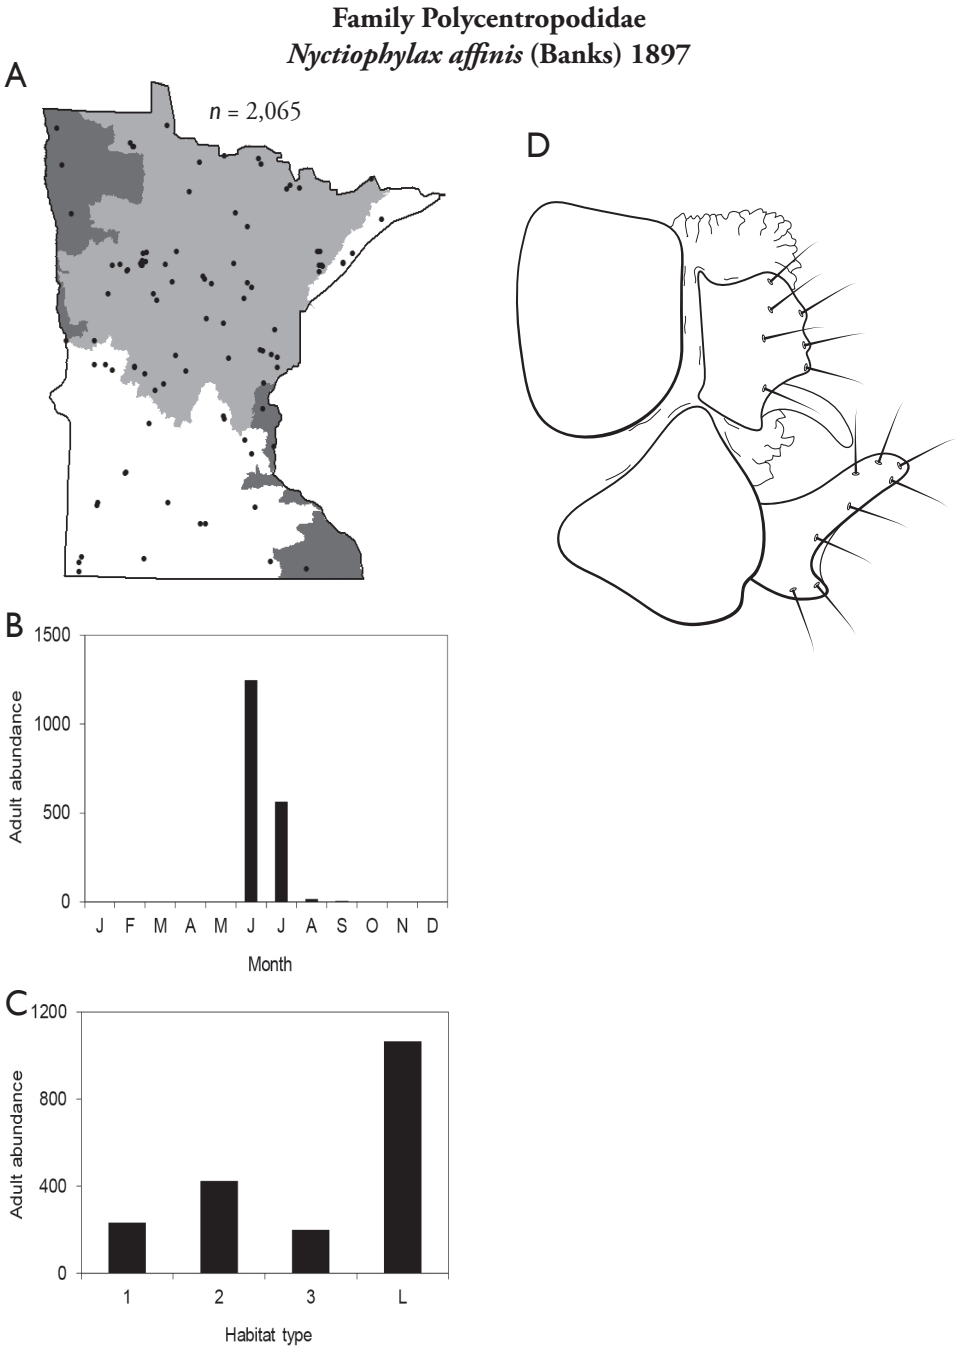 Family Polycentropodidae
Nyctiophylax affinis (Banks) 1897
A
n = 2,065
D
B
1500
1000
500
0
Adult abundance
J F M A M J J A S O N D
Month
C
1200
800
400
0
Adult abundance
1 2 3 L
Habitat type